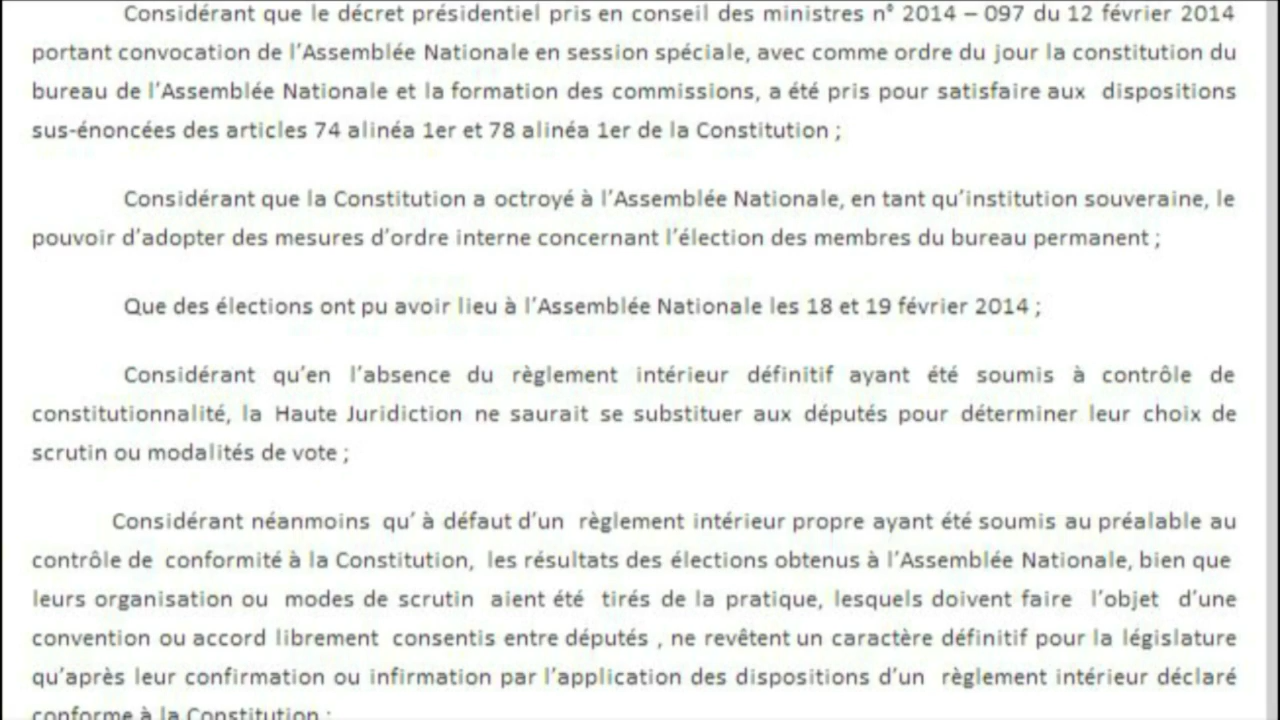 Considérant que le décret présidentiel pris en conseil des ministres n° 2014 – 097 du 12 février 2014
portant convocation de l'Assemblée Nationale en session spéciale, avec comme ordre du jour la constitution du
bureau de l'Assemblée Nationale et la formation des commissions, a été pris pour satisfaire aux dispositions
sus-énoncées des articles 74 alinéa 1er et 78 alinéa 1er de la Constitution ;
Considérant que la Constitution a octroyé à l'Assemblée Nationale, en tant qu'institution souveraine, le
pouvoir d'adopter des mesures d'ordre interne concernant l'élection des membres du bureau permanent ;
Que des élections ont pu avoir lieu à l'Assemblée Nationale les 18 et 19 février 2014 ;
Considérant qu'en l'absence du règlement intérieur définitif ayant été soumis à contrôle de
constitutionnalité, la Haute Juridiction ne saurait se substituer aux députés pour déterminer leur choix de
scrutin ou modalités de vote ;
Considérant néanmoins qu' à défaut d'un règlement intérieur propre ayant été soumis au préalable au
contrôle de conformité à la Constitution, les résultats des élections obtenus à l'Assemblée Nationale, bien que
leurs organisation ou modes de scrutin aient été tirés de la pratique, lesquels doivent faire l'objet d'une
convention ou accord librement consentis entre députés , ne revêtent un caractère définitif pour la législature
qu'après leur confirmation ou infirmation par l'application des dispositions d'un règlement intérieur déclaré
conforme à la Constitution ;